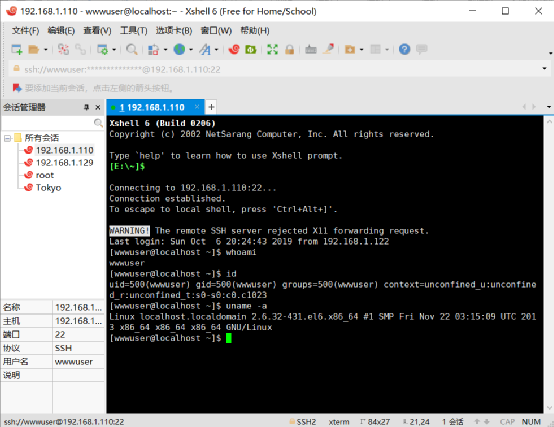 192.168.1.110 - wwwuser@localhost:~ - Xshell 6 (Free for Home/School)
文件(F) 编辑(E) 查看(V) 工具(T) 选项卡(B) 窗口(W) 帮助(H)
ssh://wwwuser:**************@192.168.1.110:22
要添加当前会话，点击左侧的箭头按钮。
会话管理器
1 192.168.1.110
所有会话
192.168.1.110
192.168.1.129
root
Tokyo
Xshell 6 (Build 0206)
Copyright (c) 2002 NetSarang Computer, Inc. All rights reserved.
Type `help' to learn how to use Xshell prompt.
[E:\~]$
Connecting to 192.168.1.110:22...
Connection established.
To escape to local shell, press 'Ctrl+Alt+]'.
WARNING! The remote SSH server rejected X11 forwarding request.
Last login: Sun Oct  6 20:24:43 2019 from 192.168.1.122
[wwwuser@localhost ~]$ whoami
wwwuser
[wwwuser@localhost ~]$ id
uid=500(wwwuser) gid=500(wwwuser) groups=500(wwwuser) context=unconfined_u:unconfine
d_r:unconfined_t:s0-s0:c0.c1023
[wwwuser@localhost ~]$ uname -a
Linux localhost.localdomain 2.6.32-431.el6.x86_64 #1 SMP Fri Nov 22 03:15:09 UTC 201
3 x86_64 x86_64 x86_64 GNU/Linux
[wwwuser@localhost ~]$
名称 192.168.1...
主机 192.168.1...
端口 22
协议 SSH
用户名 wwwuser
说明
ssh://wwwuser@192.168.1.110:22 SSH2 xterm 84x27 21,24 1 会话 CAP NUM